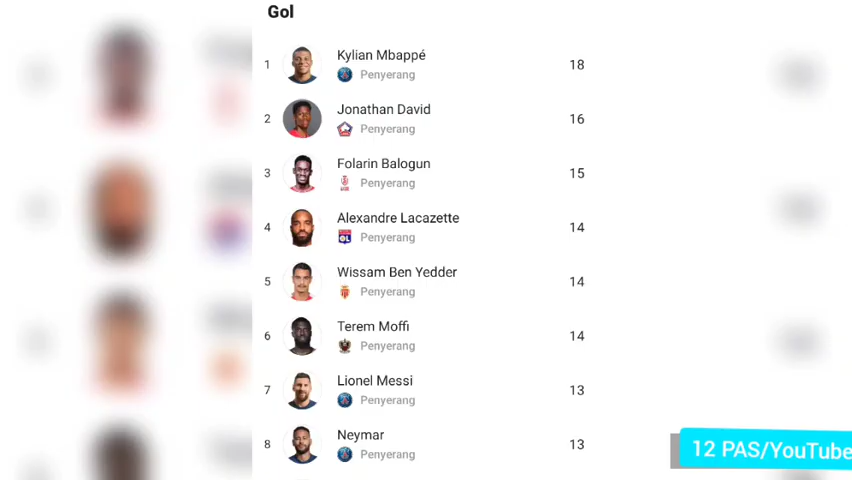 Gol
1 Kylian Mbappé 18
Penyerang
2 Jonathan David 16
Penyerang
3 Folarin Balogun 15
Penyerang
4 Alexandre Lacazette 14
OL Penyerang
5 Wissam Ben Yedder 14
Penyerang
6 Terem Moffi 14
Penyerang
7 Lionel Messi 13
Penyerang
8 Neymar 13
Penyerang
12 PAS/YouTube